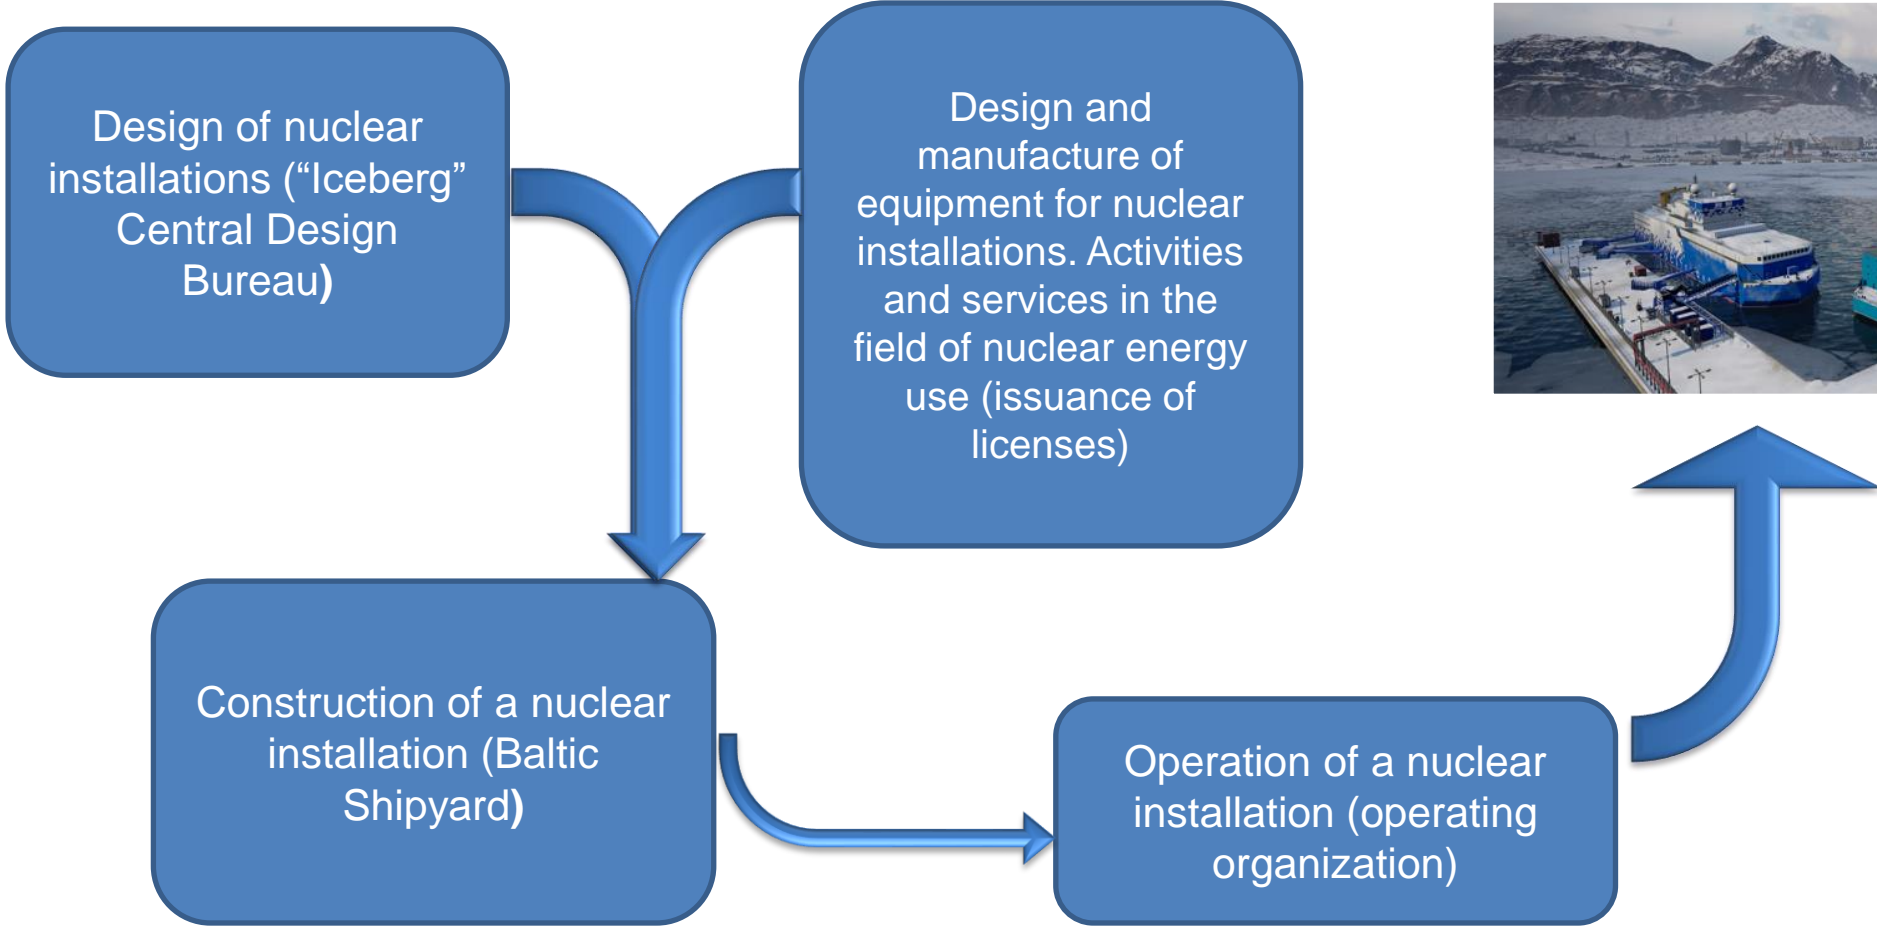 Design of nuclear
installations (“Iceberg”
Central Design
Bureau)
Design and
manufacture of
equipment for nuclear
installations. Activities
and services in the
field of nuclear energy
use (issuance of
licenses)
Construction of a nuclear
installation (Baltic
Shipyard)
Operation of a nuclear
installation (operating
organization)